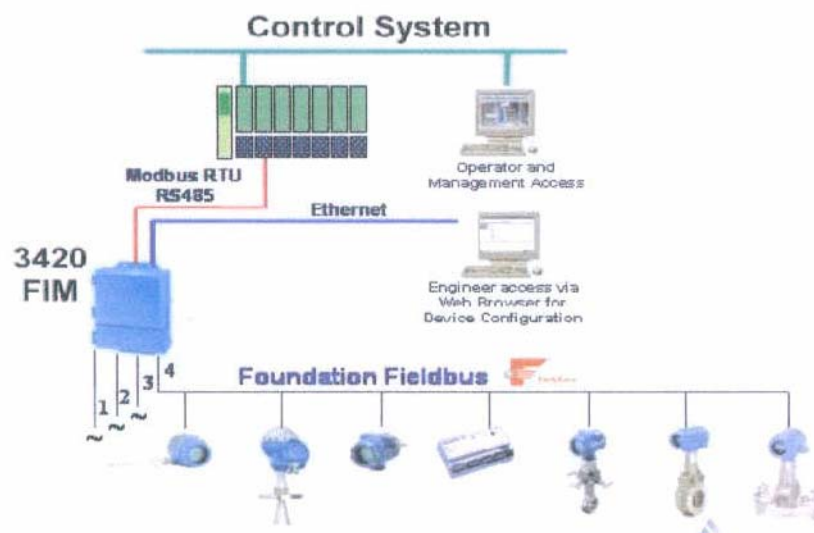 Control System
Modbus RTU
RS485
Operator and
Management Access
Ethernet
3420
FIM
Engineer access via
Web Browser for
Device Configuration
1
2
3
4
Foundation Fieldbus